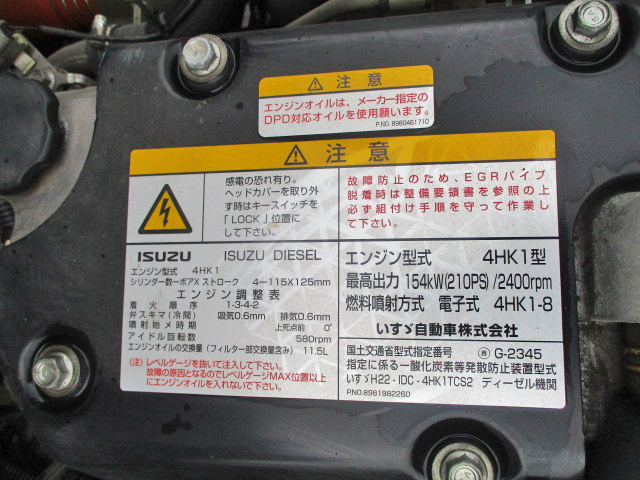 ⚠ 注意
エンジンオイルは、メーカー指定の
DPD対応オイルを使用願います。
P.NO. 8980461710
⚠ 注意
感電の恐れ有り。
ヘッドカバーを取り外
す時はキースイッチを
「LOCK」位置に
して下さい。
故障防止のため、EGRパイプ
脱着時は整備要領書を参照の上
必ず組付け手順を守って作業し
て下さい。
ISUZU ISUZU DIESEL
エンジン型式 4HK1
シリンダー数ーボアX ストローク 4ー115X125mm
エンジン調整表
着火順序 1-3-4-2
弁スキマ(冷間) 吸気0.6mm 排気0.6mm
噴射始メ時期 上死点前 0°
アイドル回転数 580rpm
エンジンオイルの交換量 (フィルター部交換量含み) 11.5L
(注) レベルゲージを抜いて注入して下さい。
故障の原因となるのでレベルゲージMAX位置以上
にエンジンオイルを入れないで下さい。
エンジン型式 4HK1型
最高出力 154kW(210PS)/2400rpm
燃料噴射方式 電子式 4HK1-8
いすゞ自動車株式会社
国土交通省型式指定番号 G-2345
指定に係る一酸化炭素等発散防止装置型式
いすゞH22・IDC・4HK1TCS2 ディーゼル機関
P.NO.8981982260